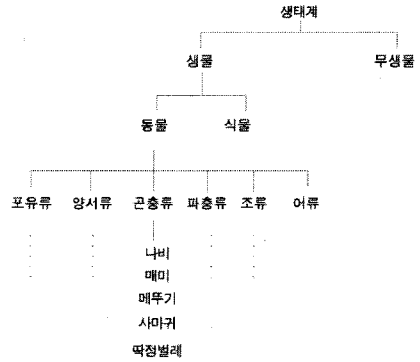 생태계
생물 무생물
동물 식물
포유류 양서류 곤충류 파충류 조류 어류
나비
매미
메뚜기
사마귀
딱정벌레